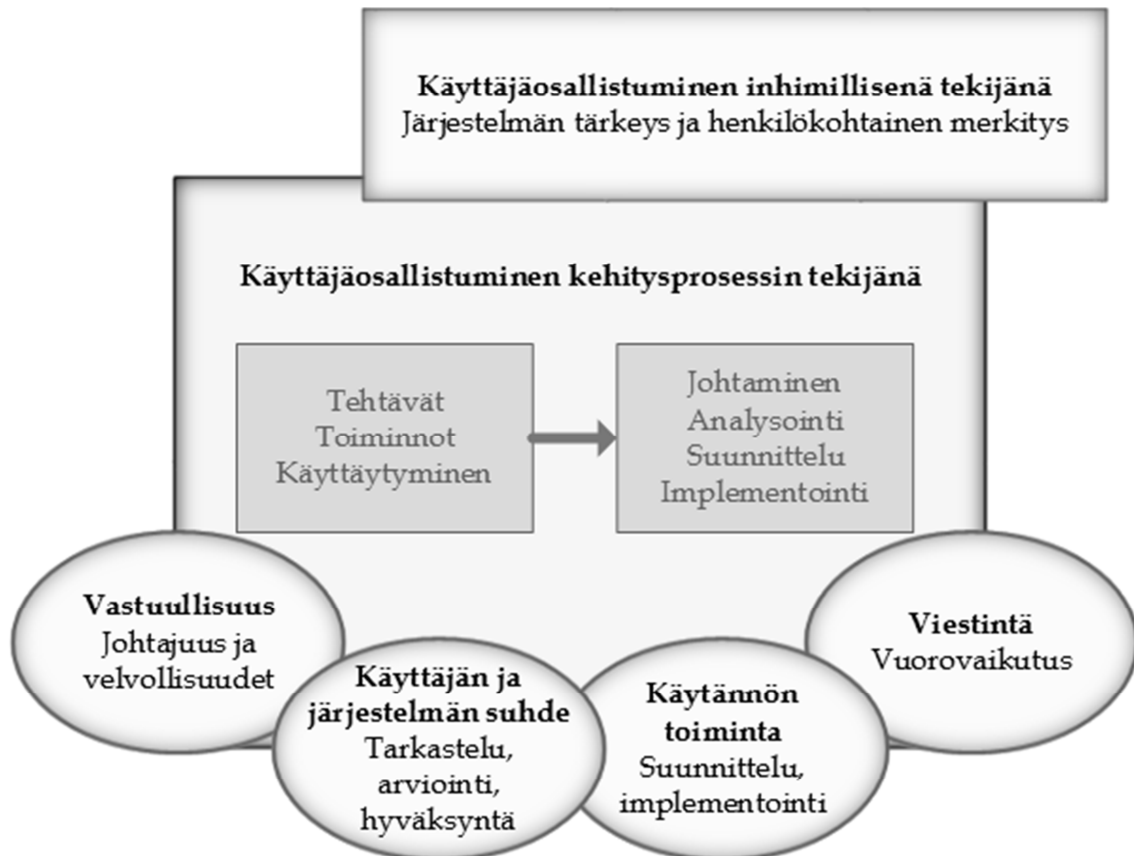 Käyttäjäosallistuminen inhimillisenä tekijänä
Järjestelmän tärkeys ja henkilökohtainen merkitys
Käyttäjäosallistuminen kehitysprosessin tekijänä
Tehtävät
Toiminnot
Käyttäytyminen
Johtaminen
Analysointi
Suunnittelu
Implementointi
Vastuullisuus
Johtajuus ja
velvollisuudet
Käyttäjän ja
järjestelmän suhde
Tarkastelu,
arviointi,
hyväksyntä
Käytännön
toiminta
Suunnittelu,
implementointi
Viestintä
Vuorovaikutus